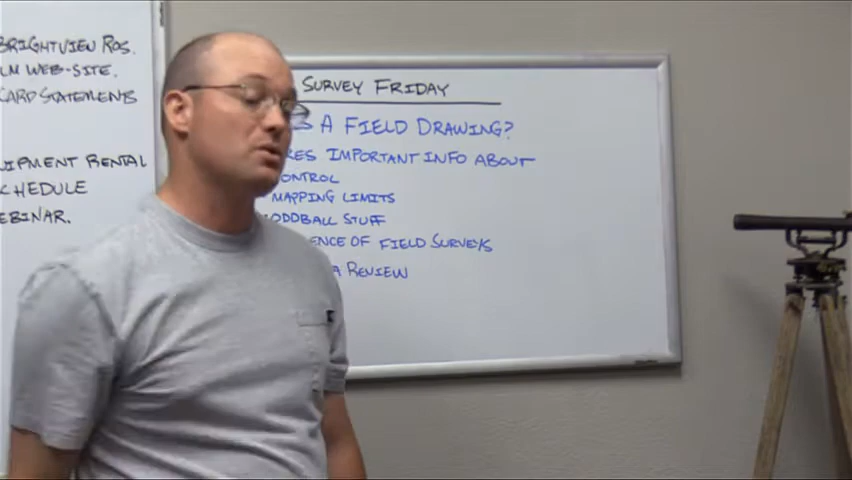 BRIGHTVIEW ROS.
LM WEB-SITE.
CARD STATEMENTS
UIPMENT RENTAL
CHEDULE
EBINAR.
SURVEY FRIDAY
S A FIELD DRAWING?
RES IMPORTANT INFO ABOUT
ONTROL
MAPPING LIMITS
ODDBALL STUFF
ENCE OF FIELD SURVEYS
A REVIEW